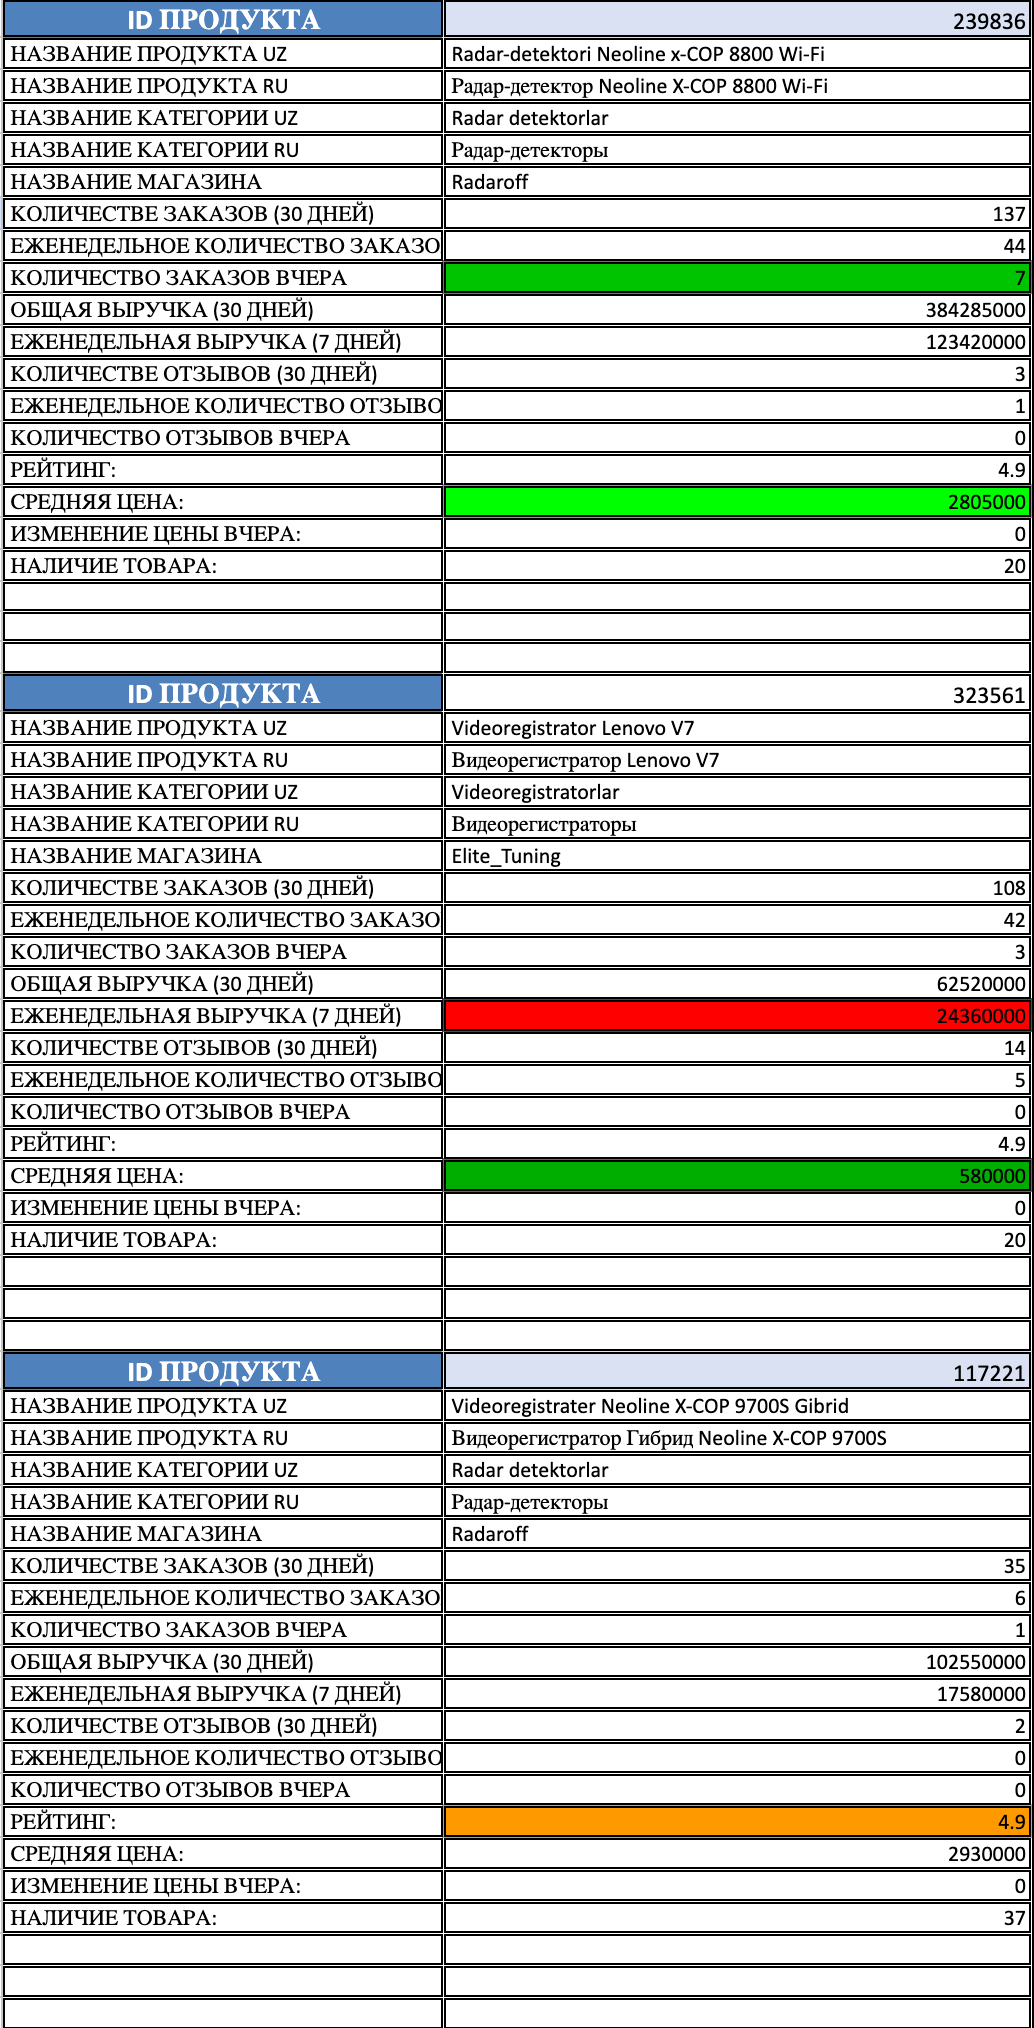 ID ПРОДУКТА 239836
НАЗВАНИЕ ПРОДУКТА UZ Radar-detektori Neoline x-COP 8800 Wi-Fi
НАЗВАНИЕ ПРОДУКТА RU Радар-детектор Neoline X-COP 8800 Wi-Fi
НАЗВАНИЕ КАТЕГОРИИ UZ Radar detektorlar
НАЗВАНИЕ КАТЕГОРИИ RU Радар-детекторы
НАЗВАНИЕ МАГАЗИНА Radaroff
КОЛИЧЕСТВЕ ЗАКАЗОВ (30 ДНЕЙ) 137
ЕЖЕНЕДЕЛЬНОЕ КОЛИЧЕСТВО ЗАКАЗО 44
КОЛИЧЕСТВО ЗАКАЗОВ ВЧЕРА 7
ОБЩАЯ ВЫРУЧКА (30 ДНЕЙ) 384285000
ЕЖЕНЕДЕЛЬНАЯ ВЫРУЧКА (7 ДНЕЙ) 123420000
КОЛИЧЕСТВЕ ОТЗЫВОВ (30 ДНЕЙ) 3
ЕЖЕНЕДЕЛЬНОЕ КОЛИЧЕСТВО ОТЗЫВО 1
КОЛИЧЕСТВО ОТЗЫВОВ ВЧЕРА 0
РЕЙТИНГ: 4.9
СРЕДНЯЯ ЦЕНА: 2805000
ИЗМЕНЕНИЕ ЦЕНЫ ВЧЕРА: 0
НАЛИЧИЕ ТОВАРА: 20
ID ПРОДУКТА 323561
НАЗВАНИЕ ПРОДУКТА UZ Videoregistrator Lenovo V7
НАЗВАНИЕ ПРОДУКТА RU Видеорегистратор Lenovo V7
НАЗВАНИЕ КАТЕГОРИИ UZ Videoregistratorlar
НАЗВАНИЕ КАТЕГОРИИ RU Видеорегистраторы
НАЗВАНИЕ МАГАЗИНА Elite_Tuning
КОЛИЧЕСТВЕ ЗАКАЗОВ (30 ДНЕЙ) 108
ЕЖЕНЕДЕЛЬНОЕ КОЛИЧЕСТВО ЗАКАЗО 42
КОЛИЧЕСТВО ЗАКАЗОВ ВЧЕРА 3
ОБЩАЯ ВЫРУЧКА (30 ДНЕЙ) 62520000
ЕЖЕНЕДЕЛЬНАЯ ВЫРУЧКА (7 ДНЕЙ) 24360000
КОЛИЧЕСТВЕ ОТЗЫВОВ (30 ДНЕЙ) 14
ЕЖЕНЕДЕЛЬНОЕ КОЛИЧЕСТВО ОТЗЫВО 5
КОЛИЧЕСТВО ОТЗЫВОВ ВЧЕРА 0
РЕЙТИНГ: 4.9
СРЕДНЯЯ ЦЕНА: 580000
ИЗМЕНЕНИЕ ЦЕНЫ ВЧЕРА: 0
НАЛИЧИЕ ТОВАРА: 20
ID ПРОДУКТА 117221
НАЗВАНИЕ ПРОДУКТА UZ Videoregistrater Neoline X-COP 9700S Gibrid
НАЗВАНИЕ ПРОДУКТА RU Видеорегистратор Гибрид Neoline X-COP 9700S
НАЗВАНИЕ КАТЕГОРИИ UZ Radar detektorlar
НАЗВАНИЕ КАТЕГОРИИ RU Радар-детекторы
НАЗВАНИЕ МАГАЗИНА Radaroff
КОЛИЧЕСТВЕ ЗАКАЗОВ (30 ДНЕЙ) 35
ЕЖЕНЕДЕЛЬНОЕ КОЛИЧЕСТВО ЗАКАЗО 6
КОЛИЧЕСТВО ЗАКАЗОВ ВЧЕРА 1
ОБЩАЯ ВЫРУЧКА (30 ДНЕЙ) 102550000
ЕЖЕНЕДЕЛЬНАЯ ВЫРУЧКА (7 ДНЕЙ) 17580000
КОЛИЧЕСТВЕ ОТЗЫВОВ (30 ДНЕЙ) 2
ЕЖЕНЕДЕЛЬНОЕ КОЛИЧЕСТВО ОТЗЫВО 0
КОЛИЧЕСТВО ОТЗЫВОВ ВЧЕРА 0
РЕЙТИНГ: 4.9
СРЕДНЯЯ ЦЕНА: 2930000
ИЗМЕНЕНИЕ ЦЕНЫ ВЧЕРА: 0
НАЛИЧИЕ ТОВАРА: 37